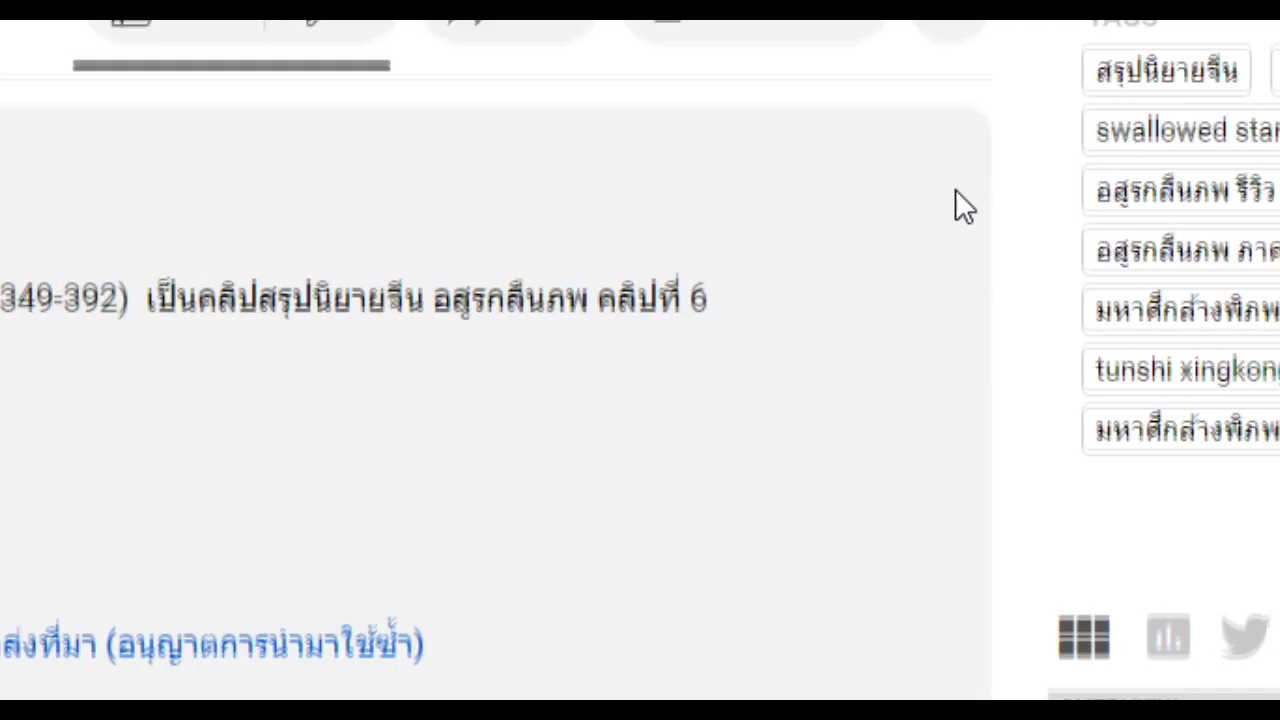 TAGS
สรุปนิยายจีน
swallowed star
อสูรกลืนภพ รีวิว
อสูรกลืนภพ ภาค
มหาศึกล้างพิภพ
349-392) เป็นคลิปสรุปนิยายจีน อสูรกลืนภพ คลิปที่ 6
tunshi xingkong
มหาศึกล้างพิภพ
ส่งที่มา (อนุญาตการนำมาใช้ซ้ำ)